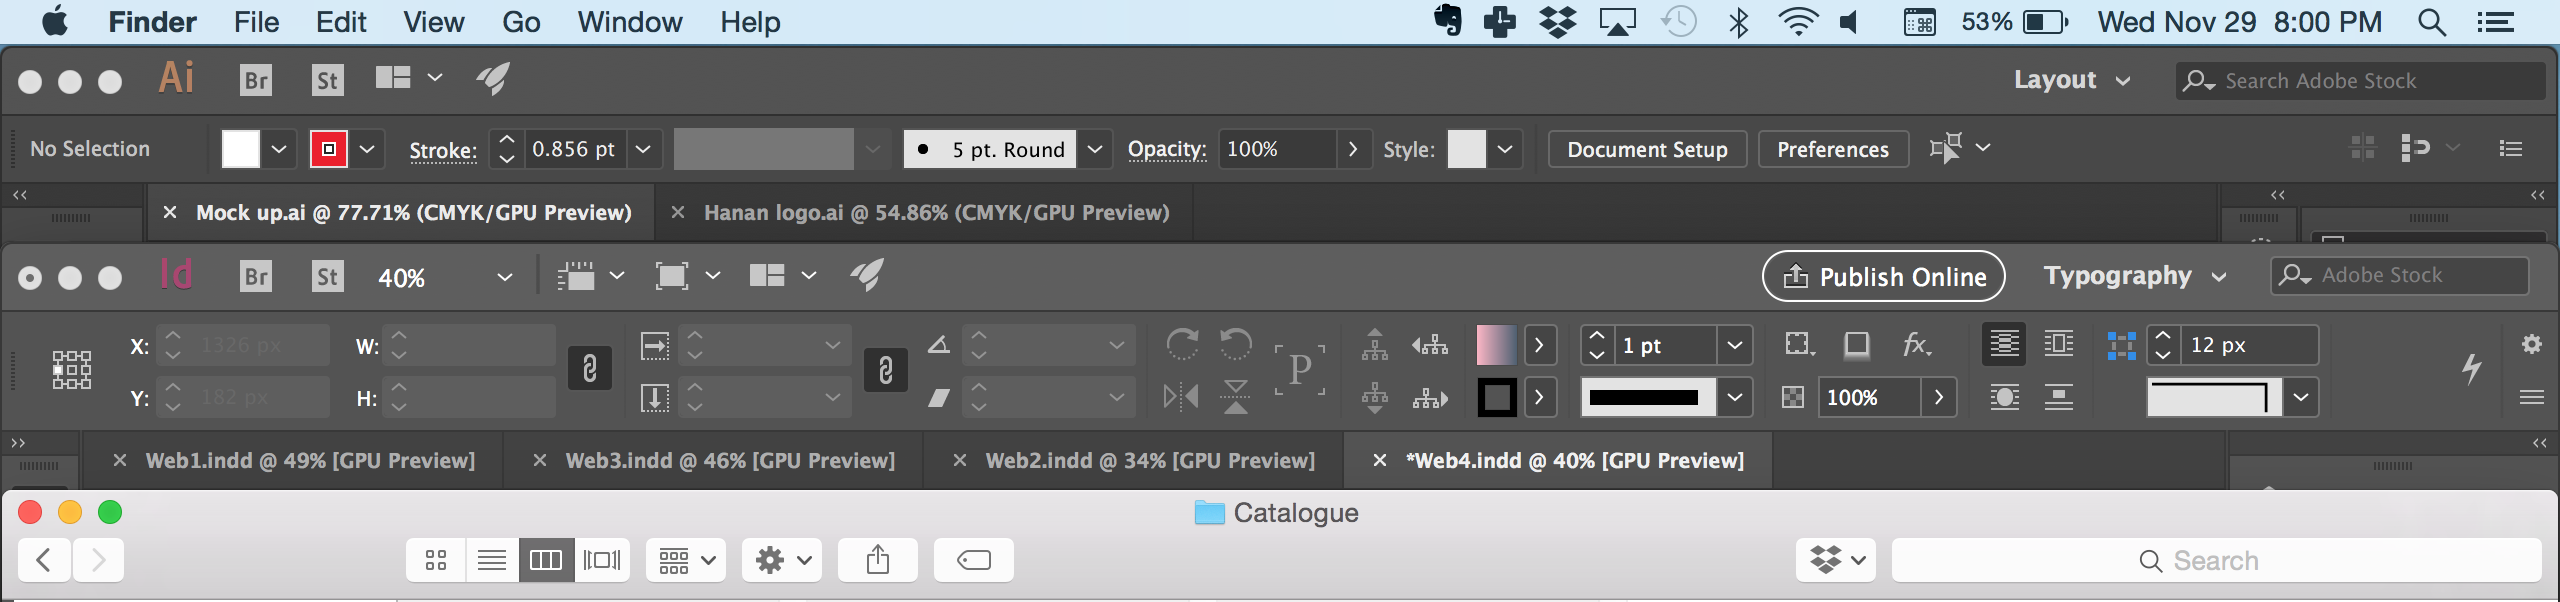 Finder File Edit View Go Window Help 53% Wed Nov 29 8:00 PM
Ai Br St Layout Search Adobe Stock
No Selection Stroke: 0.856 pt 5 pt. Round Opacity: 100% Style: Document Setup Preferences
Mock up.ai @ 77.71% (CMYK/GPU Preview) Hanan logo.ai @ 54.86% (CMYK/GPU Preview)
Id Br St 40% Publish Online Typography Adobe Stock
X: 1326 px W: 1 pt fx. 12 px
Y: 182 px H: P 100%
Web1.indd @ 49% [GPU Preview] Web3.indd @ 46% [GPU Preview] Web2.indd @ 34% [GPU Preview] *Web4.indd @ 40% [GPU Preview]
Catalogue
Search